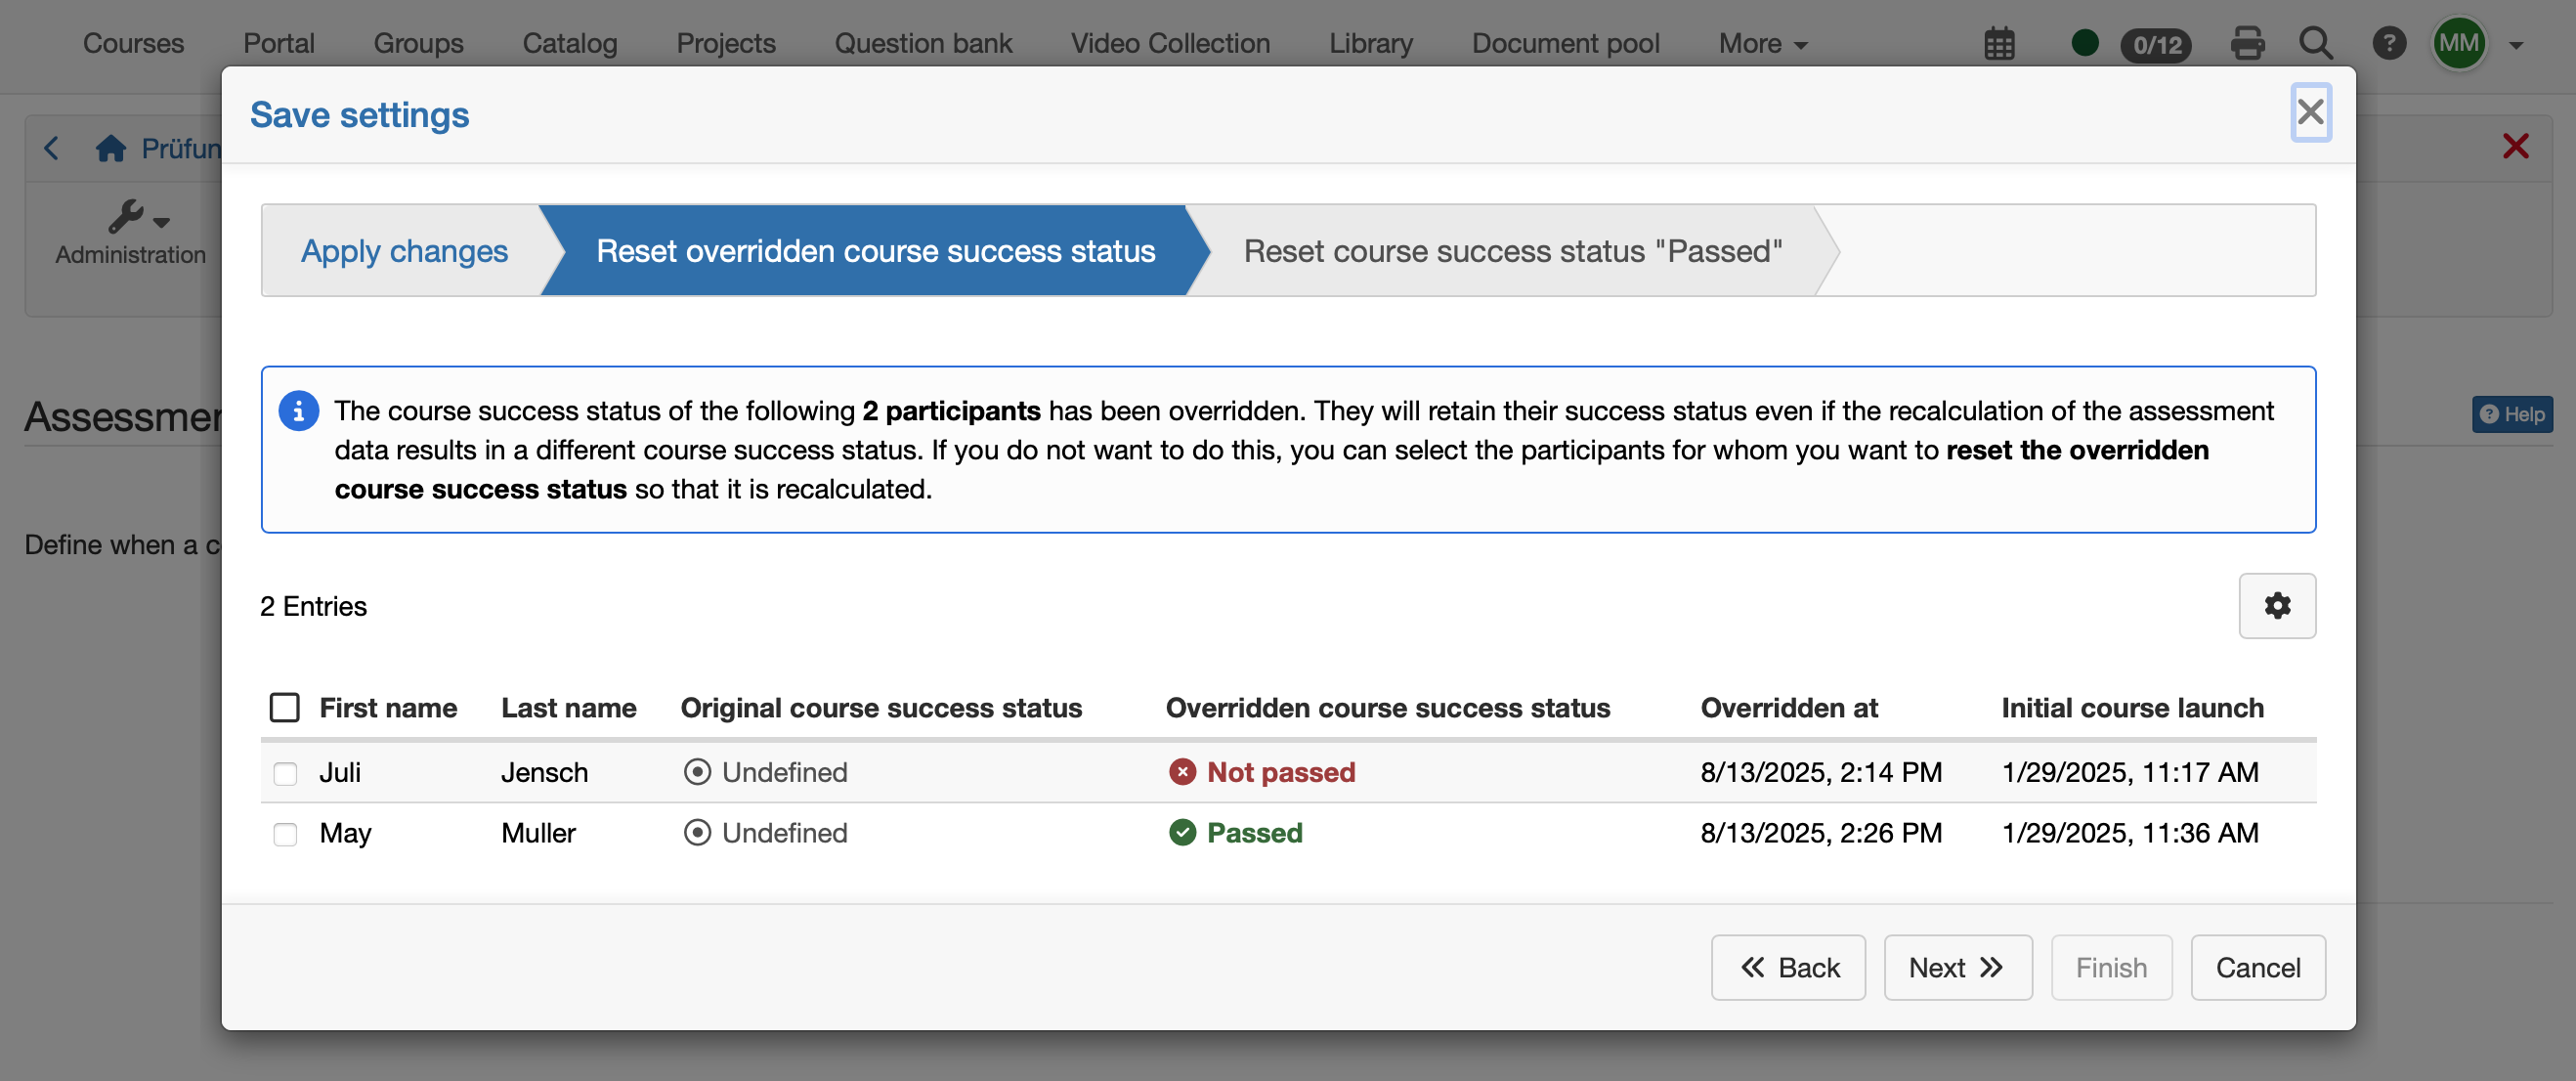 Courses Portal Groups Catalog Projects Question bank Video Collection Library Document pool More 0/12 ? MM
Save settings
Prüfun
Administration
Apply changes Reset overridden course success status Reset course success status "Passed"
The course success status of the following 2 participants has been overridden. They will retain their success status even if the recalculation of the assessment
data results in a different course success status. If you do not want to do this, you can select the participants for whom you want to reset the overridden
course success status so that it is recalculated.
Assessmen
? Help
Define when a c
2 Entries
First name Last name Original course success status Overridden course success status Overridden at Initial course launch
Juli Jensch Undefined Not passed 8/13/2025, 2:14 PM 1/29/2025, 11:17 AM
May Muller Undefined Passed 8/13/2025, 2:26 PM 1/29/2025, 11:36 AM
Back Next Finish Cancel